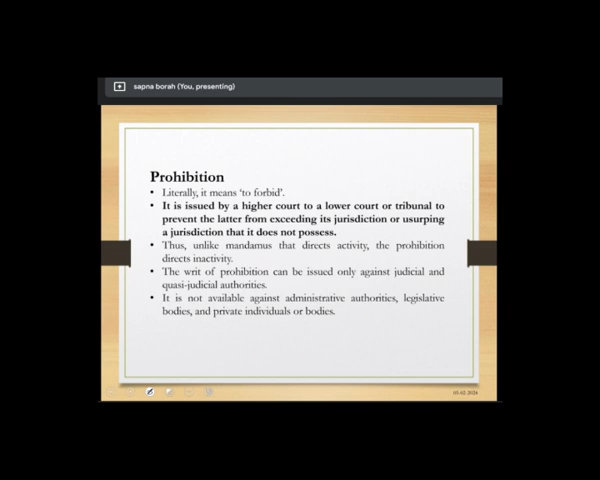 sapna borah (You, presenting)
Prohibition
• Literally, it means ‘to forbid’.
• It is issued by a higher court to a lower court or tribunal to
prevent the latter from exceeding its jurisdiction or usurping
a jurisdiction that it does not possess.
• Thus, unlike mandamus that directs activity, the prohibition
directs inactivity.
• The writ of prohibition can be issued only against judicial and
quasi-judicial authorities.
• It is not available against administrative authorities, legislative
bodies, and private individuals or bodies.